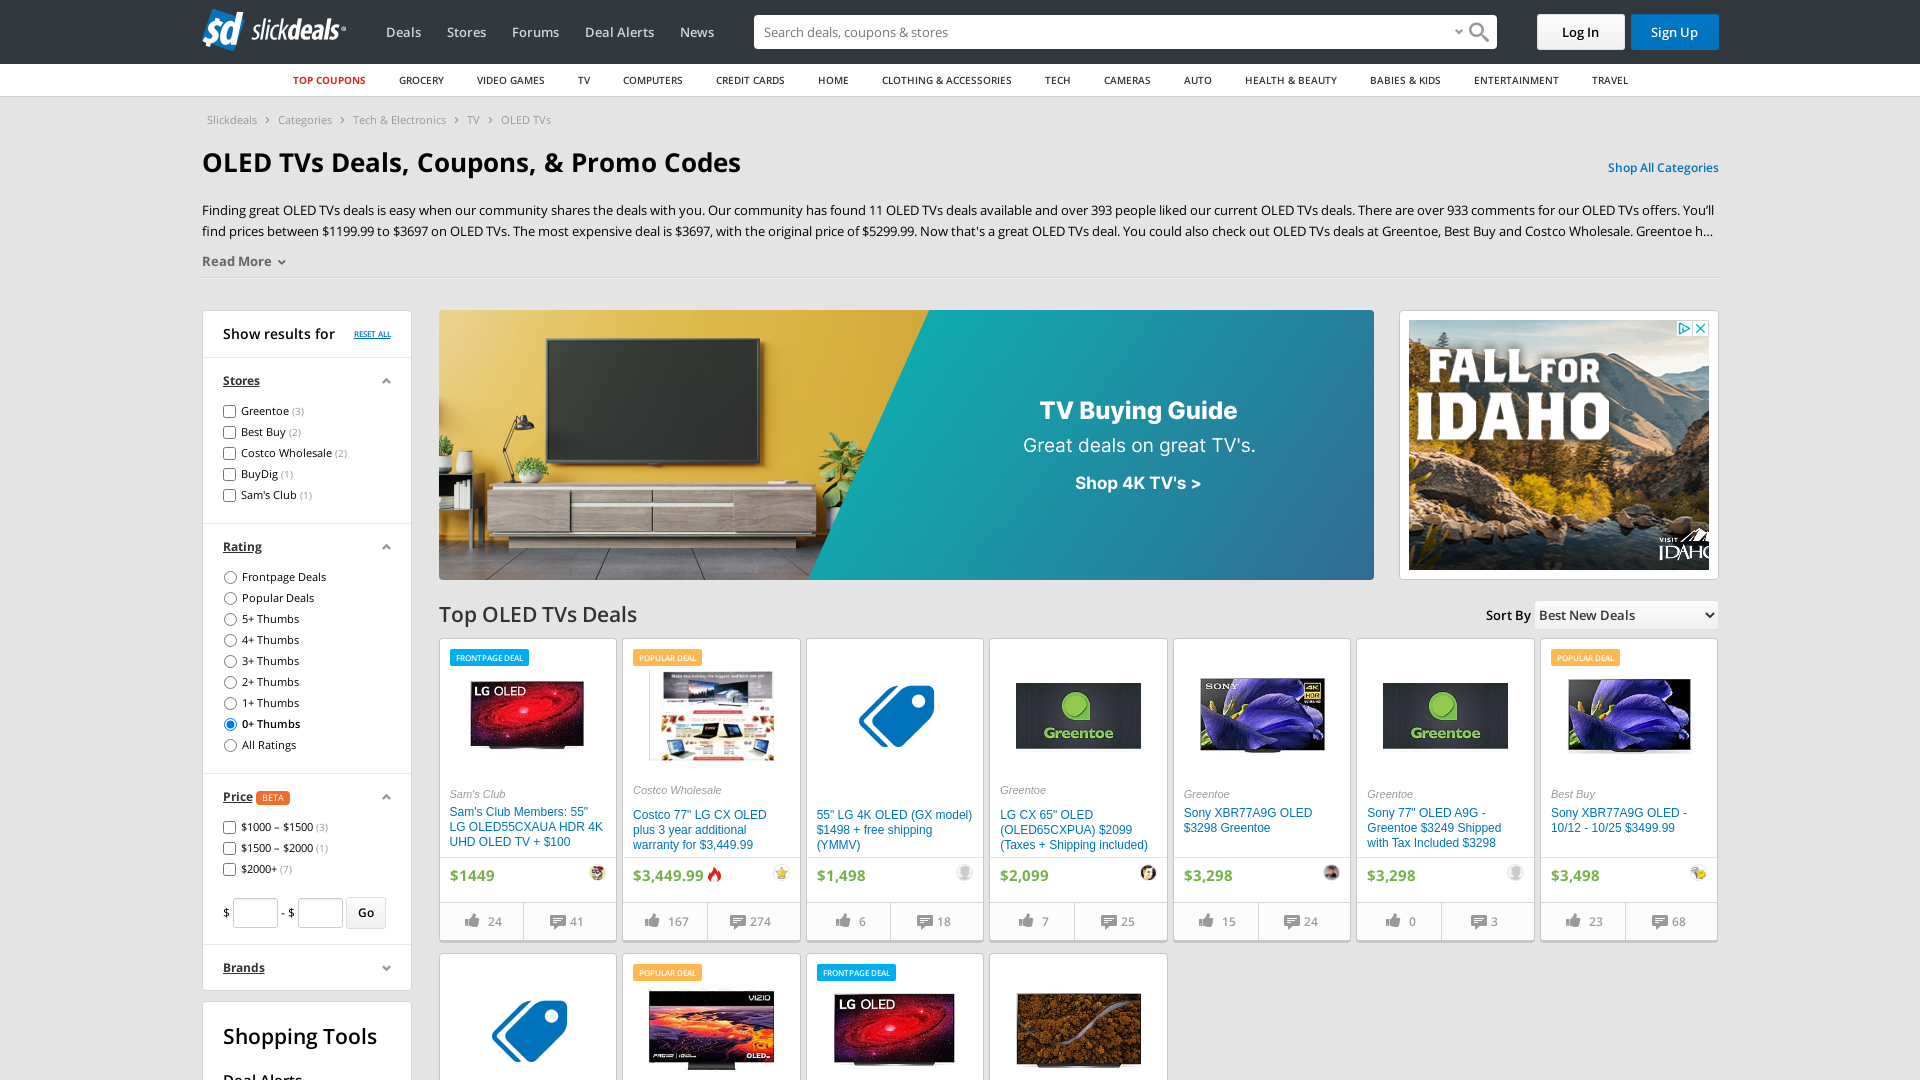 sd slickdeals
Deals
Stores
Forums
Deal Alerts
News
Search deals, coupons & stores
Log In
Sign Up
TOP COUPONS
GROCERY
VIDEO GAMES
TV
COMPUTERS
CREDIT CARDS
HOME
CLOTHING & ACCESSORIES
TECH
CAMERAS
AUTO
HEALTH & BEAUTY
BABIES & KIDS
ENTERTAINMENT
TRAVEL
Slickdeals > Categories > Tech & Electronics > TV > OLED TVs
OLED TVs Deals, Coupons, & Promo Codes
Shop All Categories
Finding great OLED TVs deals is easy when our community shares the deals with you. Our community has found 11 OLED TVs deals available and over 393 people liked our current OLED TVs deals. There are over 933 comments for our OLED TVs offers. You'll
find prices between $1199.99 to $3697 on OLED TVs. The most expensive deal is $3697, with the original price of $5299.99. Now that's a great OLED TVs deal. You could also check out OLED TVs deals at Greentoe, Best Buy and Costco Wholesale. Greentoe h...
Read More
Show results for
RESET ALL
Stores
Greentoe (3)
Best Buy (2)
Costco Wholesale (2)
BuyDig (1)
Sam's Club (1)
Rating
Frontpage Deals
Popular Deals
5+ Thumbs
4+ Thumbs
3+ Thumbs
2+ Thumbs
1+ Thumbs
0+ Thumbs
All Ratings
Price BETA
$1000 – $1500 (3)
$1500 – $2000 (1)
$2000+ (7)
$ - $ Go
Brands
Shopping Tools
Deal Alerts
TV Buying Guide
Great deals on great TV's.
Shop 4K TV's >
FALL FOR
IDAHO
VISIT
IDAHO
Top OLED TVs Deals
Sort By Best New Deals
FRONTPAGE DEAL
LG OLED
Sam's Club
Sam's Club Members: 55"
LG OLED55CXAUA HDR 4K
UHD OLED TV + $100
$1449
24
41
POPULAR DEAL
Costco Wholesale
Costco 77" LG CX OLED
plus 3 year additional
warranty for $3,449.99
$3,449.99
167
274
55" LG 4K OLED (GX model)
$1498 + free shipping
(YMMV)
$1,498
6
18
Greentoe
Greentoe
LG CX 65" OLED
(OLED65CXPUA) $2099
(Taxes + Shipping included)
$2,099
7
25
SONY
4K
HDR
Greentoe
Sony XBR77A9G OLED
$3298 Greentoe
$3,298
15
24
Greentoe
Greentoe
Sony 77" OLED A9G -
Greentoe $3249 Shipped
with Tax Included $3298
$3,298
0
3
POPULAR DEAL
Best Buy
Sony XBR77A9G OLED -
10/12 - 10/25 $3499.99
$3,498
23
68
POPULAR DEAL
VIZIO
OLED
FRONTPAGE DEAL
LG OLED